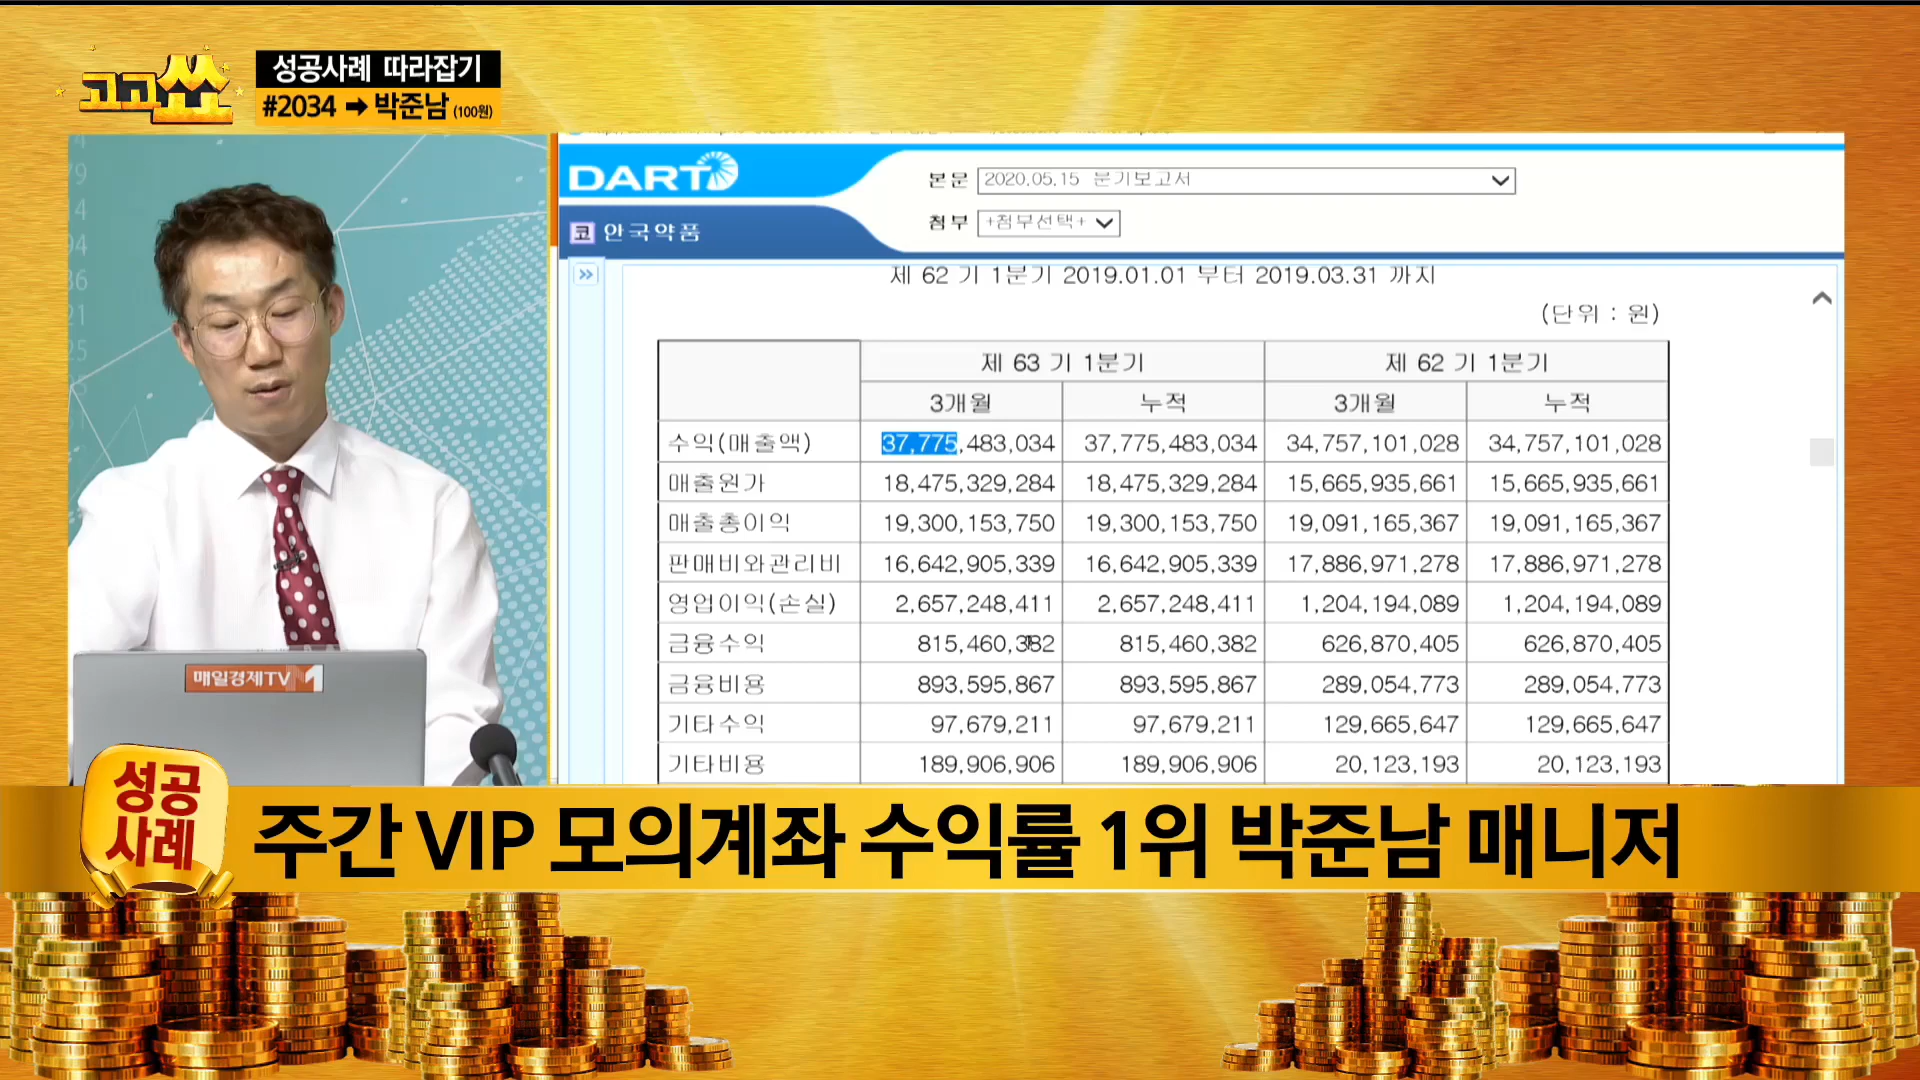 고고쑈
성공사례 따라잡기
#2034 ➡ 박준남 (100원)
DART
본문 2020.05.15 분기보고서
첨부 +첨부선택+
코 안국약품
제 62 기 1분기 2019.01.01 부터 2019.03.31 까지
(단위 : 원)
제 63 기 1분기 제 62 기 1분기
3개월 누적 3개월 누적
수익(매출액) 37,775,483,034 37,775,483,034 34,757,101,028 34,757,101,028
매출원가 18,475,329,284 18,475,329,284 15,665,935,661 15,665,935,661
매출총이익 19,300,153,750 19,300,153,750 19,091,165,367 19,091,165,367
판매비와관리비 16,642,905,339 16,642,905,339 17,886,971,278 17,886,971,278
영업이익(손실) 2,657,248,411 2,657,248,411 1,204,194,089 1,204,194,089
금융수익 815,460,382 815,460,382 626,870,405 626,870,405
금융비용 893,595,867 893,595,867 289,054,773 289,054,773
기타수익 97,679,211 97,679,211 129,665,647 129,665,647
기타비용 189,906,906 189,906,906 20,123,193 20,123,193
매일경제TV M
성공
사례
주간 VIP 모의계좌 수익률 1위 박준남 매니저